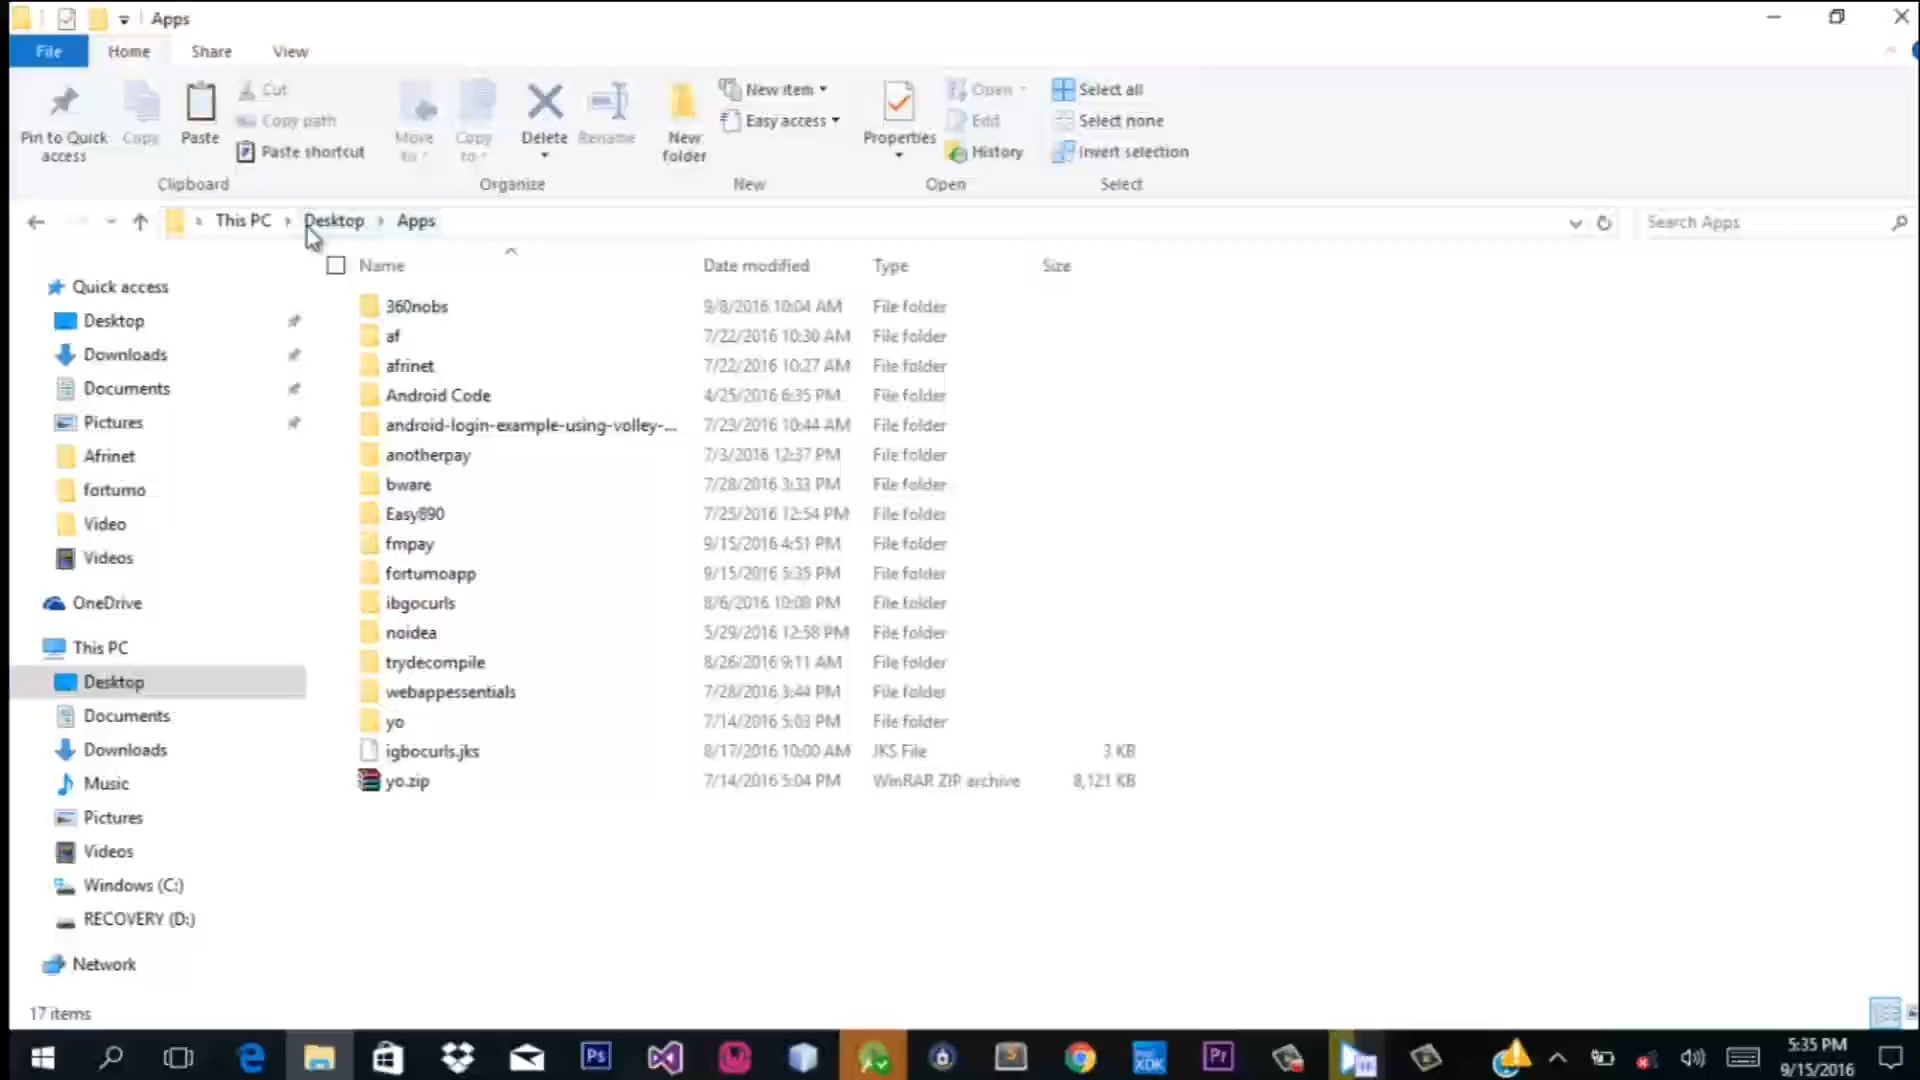 Apps
File Home Share View
Pin to Quick access
Copy
Paste
Cut
Copy path
Paste shortcut
Clipboard
Move to
Copy to
Delete
Rename
Organize
New folder
New item
Easy access
New
Properties
Open
Edit
History
Open
Select all
Select none
Invert selection
Select
This PC Desktop Apps
Search Apps
Name Date modified Type Size
Quick access
Desktop
Downloads
Documents
Pictures
Afrinet
fortumo
Video
Videos
OneDrive
This PC
Desktop
Documents
Downloads
Music
Pictures
Videos
Windows (C:)
RECOVERY (D:)
Network
360nobs 9/8/2016 10:04 AM File folder
af 7/22/2016 10:30 AM File folder
afrinet 7/22/2016 10:27 AM File folder
Android Code 4/25/2016 6:35 PM File folder
android-login-example-using-volley-... 7/23/2016 10:44 AM File folder
anotherpay 7/3/2016 12:37 PM File folder
bware 7/28/2016 3:33 PM File folder
Easy890 7/25/2016 12:54 PM File folder
fmpay 9/15/2016 4:51 PM File folder
fortumoapp 9/15/2016 5:35 PM File folder
ibgocurls 8/6/2016 10:08 PM File folder
noidea 5/29/2016 12:58 PM File folder
trydecompile 8/26/2016 9:11 AM File folder
webappessentials 7/28/2016 3:44 PM File folder
yo 7/14/2016 5:03 PM File folder
igbocurls.jks 8/17/2016 10:00 AM JKS File 3 KB
yo.zip 7/14/2016 5:04 PM WinRAR ZIP archive 8,121 KB
17 items
Ps
XDK
Pr
5:35 PM
9/15/2016